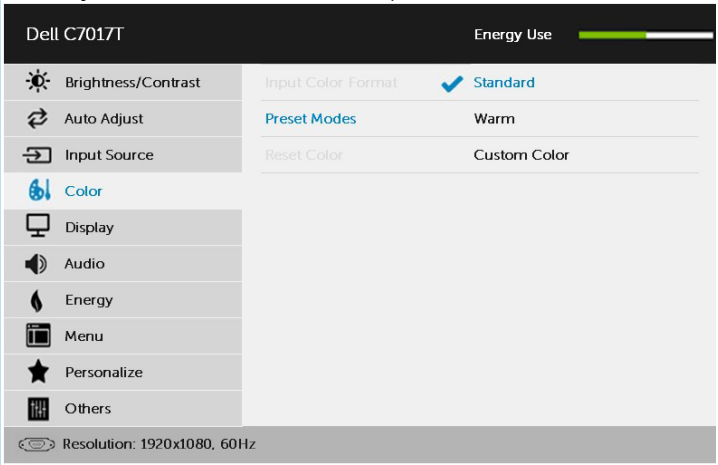 Dell C7017T Energy Use
Brightness/Contrast Input Color Format Standard
Auto Adjust Preset Modes Warm
Input Source Reset Color Custom Color
Color
Display
Audio
Energy
Menu
Personalize
Others
Resolution: 1920x1080, 60Hz